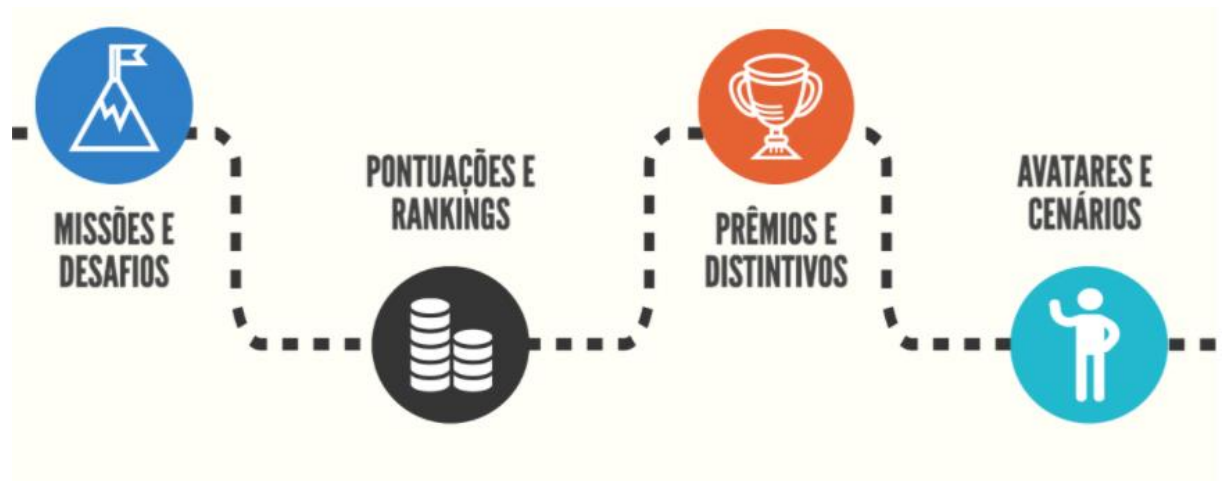 MISSÕES E
DESAFIOS
PONTUAÇÕES E
RANKINGS
PRÊMIOS E
DISTINTIVOS
AVATARES E
CENÁRIOS